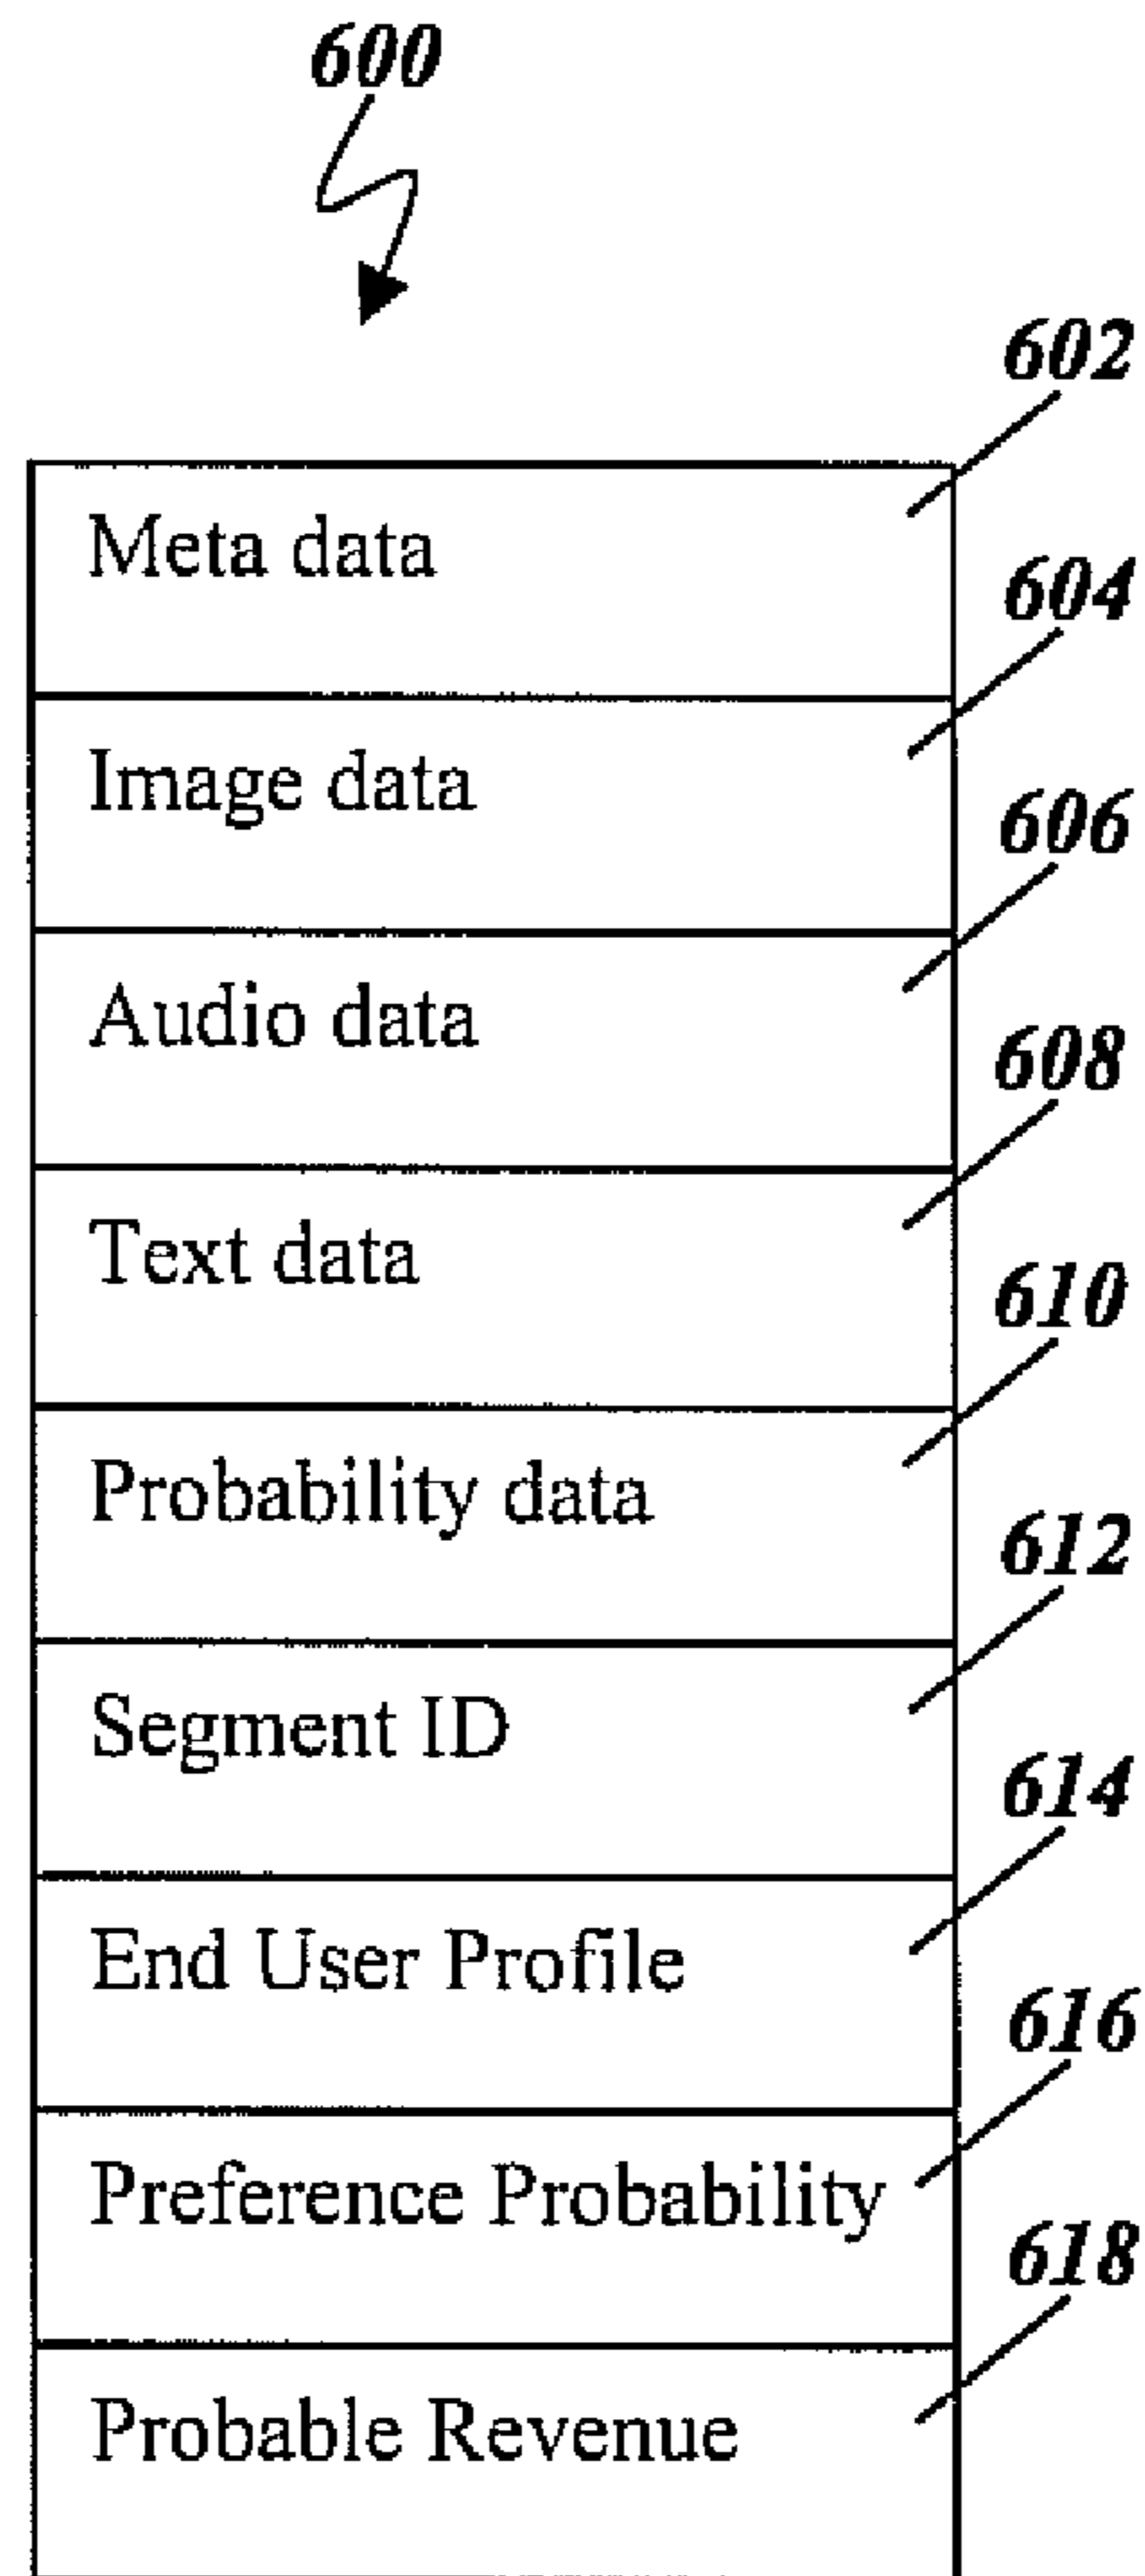 600
602
Meta data
604
Image data
606
Audio data
608
Text data
610
Probability data
612
Segment ID
614
End User Profile
616
Preference Probability
618
Probable Revenue